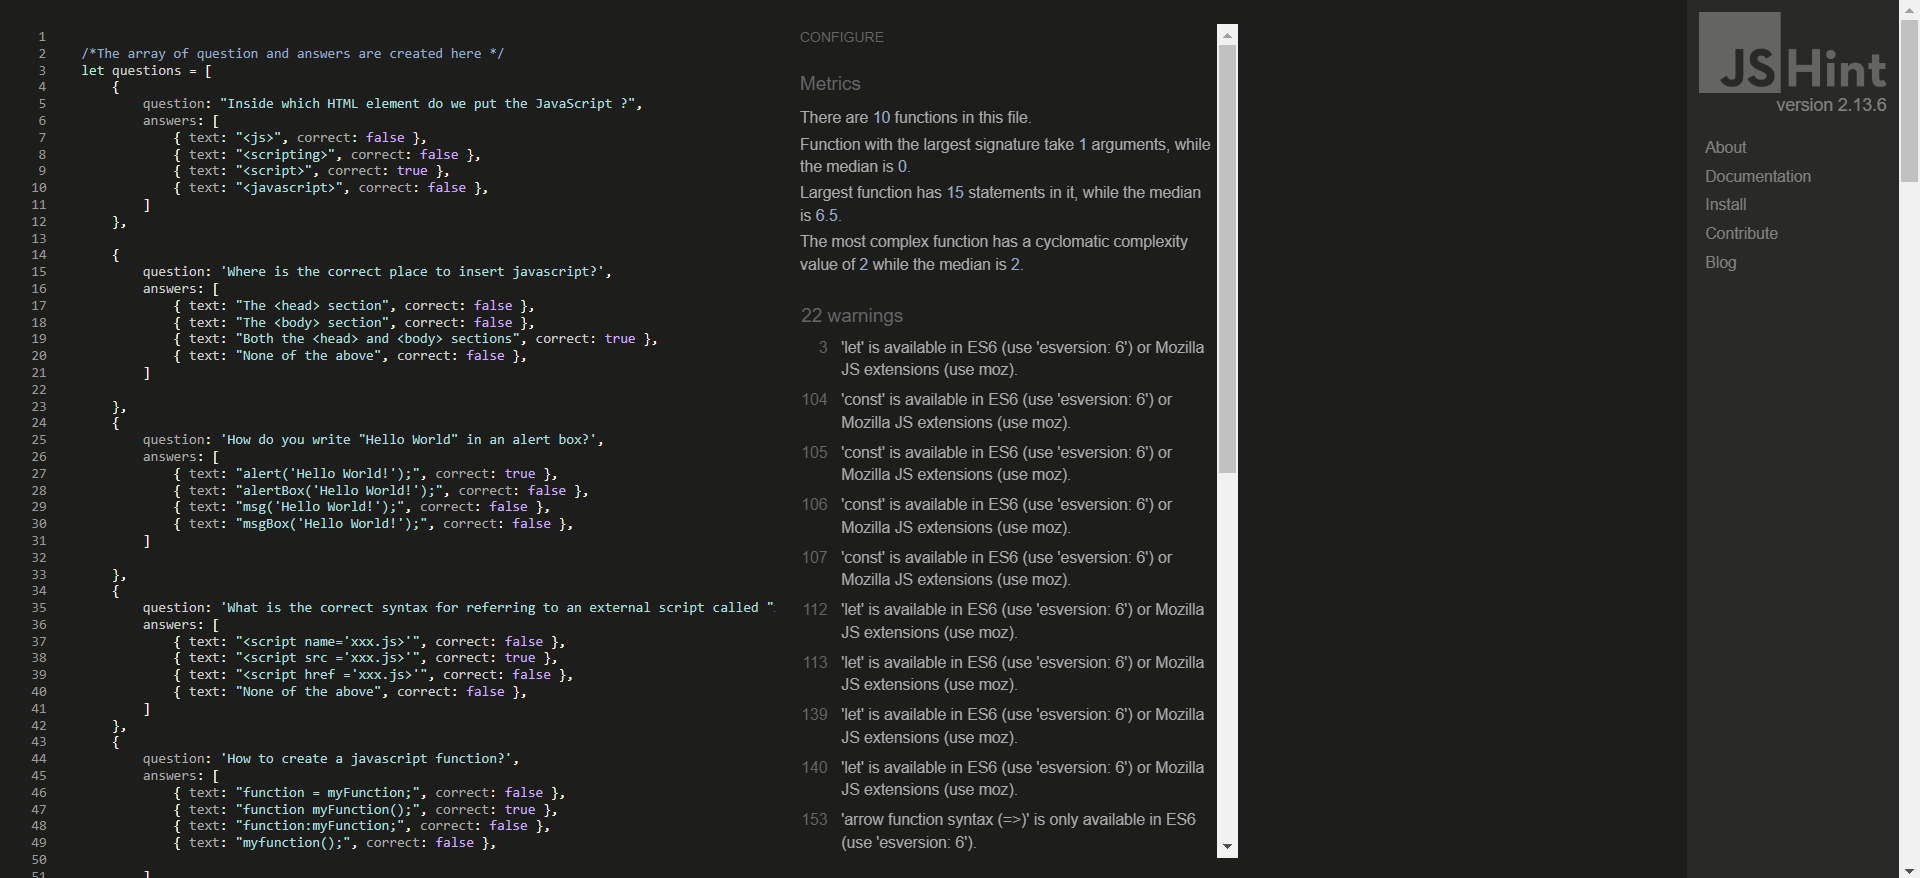 1
2 /*The array of question and answers are created here */
3 let questions = [
4 {
5 question: "Inside which HTML element do we put the JavaScript ?",
6 answers: [
7 { text: "<js>", correct: false },
8 { text: "<scripting>", correct: false },
9 { text: "<script>", correct: true },
10 { text: "<javascript>", correct: false },
11 ]
12 },
13
14 {
15 question: 'Where is the correct place to insert javascript?',
16 answers: [
17 { text: "The <head> section", correct: false },
18 { text: "The <body> section", correct: false },
19 { text: "Both the <head> and <body> sections", correct: true },
20 { text: "None of the above", correct: false },
21 ]
22
23 },
24 {
25 question: 'How do you write "Hello World" in an alert box?',
26 answers: [
27 { text: "alert('Hello World!');", correct: true },
28 { text: "alertBox('Hello World!');", correct: false },
29 { text: "msg('Hello World!');", correct: false },
30 { text: "msgBox('Hello World!');", correct: false },
31 ]
32
33 },
34 {
35 question: 'What is the correct syntax for referring to an external script called "
36 answers: [
37 { text: "<script name='xxx.js>'", correct: false },
38 { text: "<script src ='xxx.js>'", correct: true },
39 { text: "<script href ='xxx.js>'", correct: false },
40 { text: "None of the above", correct: false },
41 ]
42 },
43 {
44 question: 'How to create a javascript function?',
45 answers: [
46 { text: "function = myFunction;", correct: false },
47 { text: "function myFunction();", correct: true },
48 { text: "function:myFunction;", correct: false },
49 { text: "myfunction();", correct: false },
50
51 ]
CONFIGURE
Metrics
There are 10 functions in this file.
Function with the largest signature take 1 arguments, while
the median is 0.
Largest function has 15 statements in it, while the median
is 6.5.
The most complex function has a cyclomatic complexity
value of 2 while the median is 2.
22 warnings
3 'let' is available in ES6 (use 'esversion: 6') or Mozilla
JS extensions (use moz).
104 'const' is available in ES6 (use 'esversion: 6') or
Mozilla JS extensions (use moz).
105 'const' is available in ES6 (use 'esversion: 6') or
Mozilla JS extensions (use moz).
106 'const' is available in ES6 (use 'esversion: 6') or
Mozilla JS extensions (use moz).
107 'const' is available in ES6 (use 'esversion: 6') or
Mozilla JS extensions (use moz).
112 'let' is available in ES6 (use 'esversion: 6') or Mozilla
JS extensions (use moz).
113 'let' is available in ES6 (use 'esversion: 6') or Mozilla
JS extensions (use moz).
139 'let' is available in ES6 (use 'esversion: 6') or Mozilla
JS extensions (use moz).
140 'let' is available in ES6 (use 'esversion: 6') or Mozilla
JS extensions (use moz).
153 'arrow function syntax (=>)' is only available in ES6
(use 'esversion: 6').
JSHint
version 2.13.6
About
Documentation
Install
Contribute
Blog